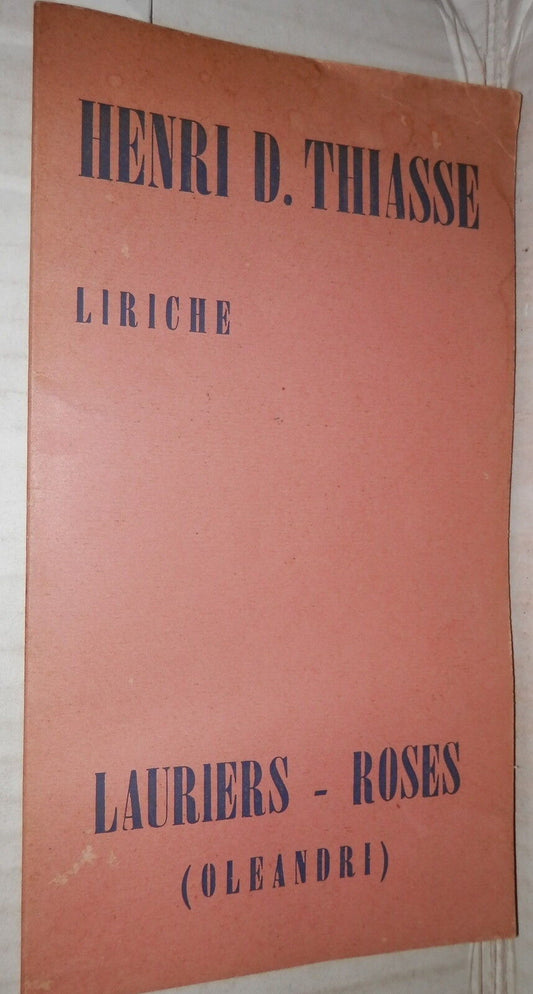 HENRI D. THIASSE
LIRICHE
LAURIERS - ROSES
(OLEANDRI)